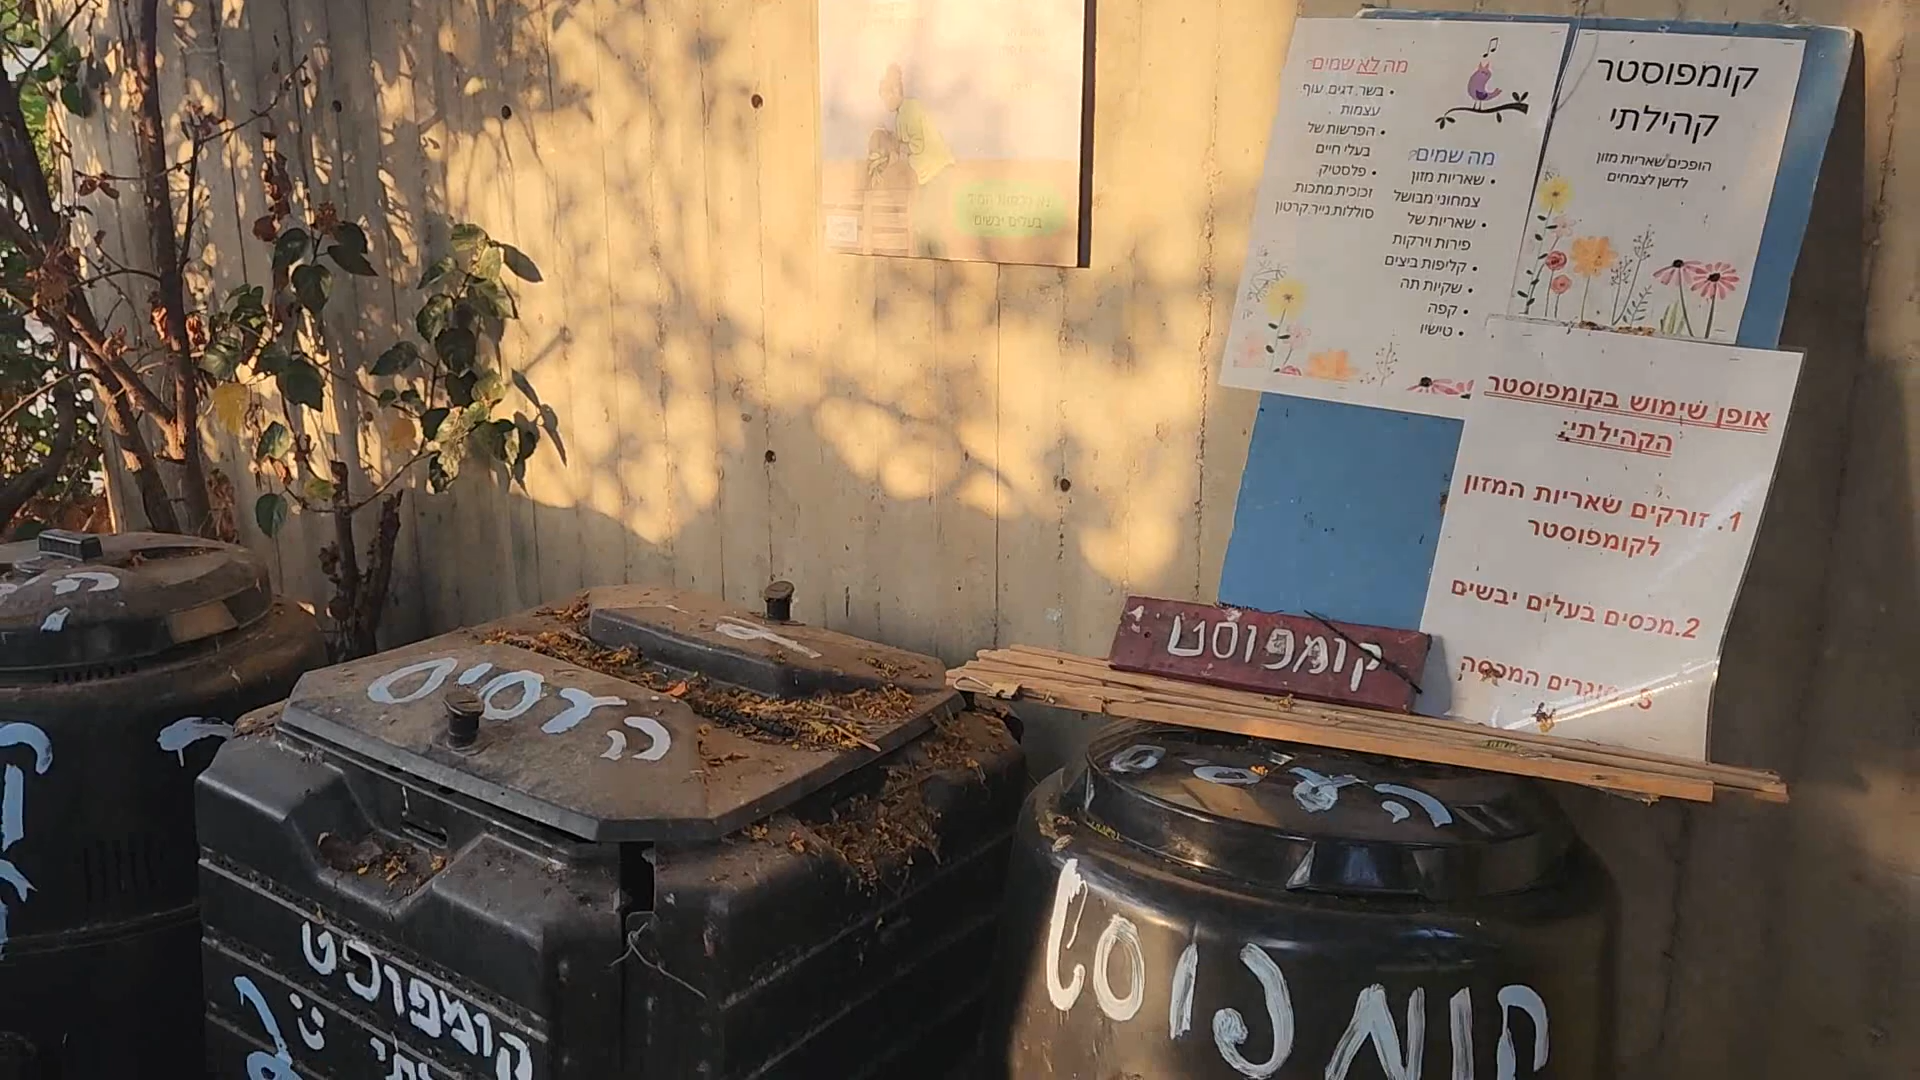 קומפוסטר
קהילתי
הופכים שאריות מזון
לדשן לצמחים
מה לא שמים?
• בשר, דגים, עוף
עצמות
• הפרשות של
בעלי חיים
• פלסטיק,
זכוכית מתכות
סוללות,נייר,קרטון
מה שמים?
• שאריות מזון
צמחוני מבושל
• שאריות של
פירות וירקות
• קליפות ביצים
• שקיות תה
• קפה
• טישיו
אופן שימוש בקומפוסטר
הקהילתי:
1. זורקים שאריות המזון
לקומפוסטר
2.מכסים בעלים יבשים
סוגרים המכסה
בעלים יבשים
קומפוסט
העסיס
העסיס
קומפוסט
קומפוסט